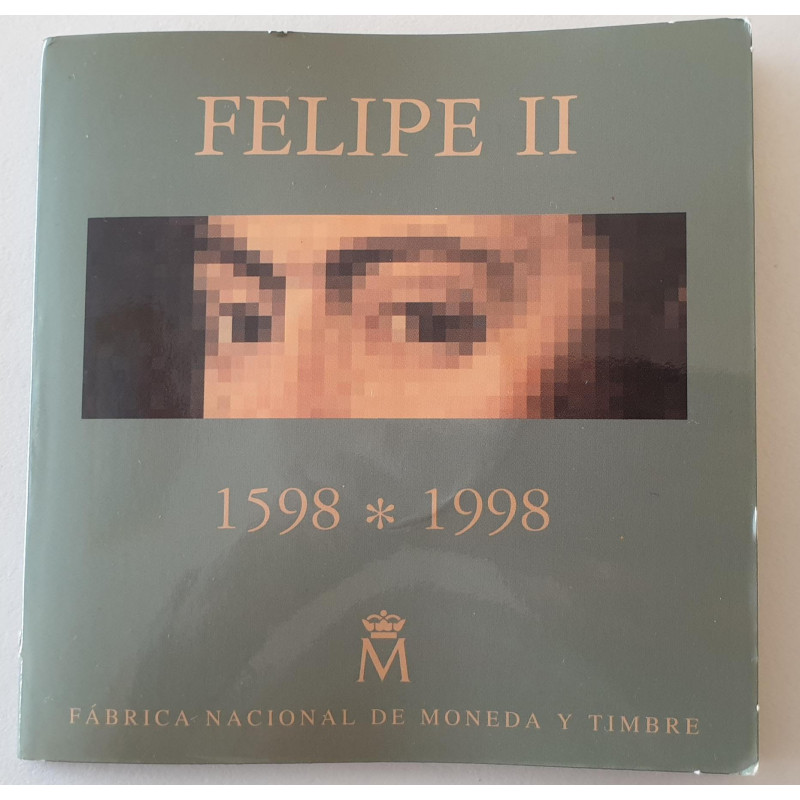 FELIPE II
1598 * 1998
M
FÁBRICA NACIONAL DE MONEDA Y TIMBRE